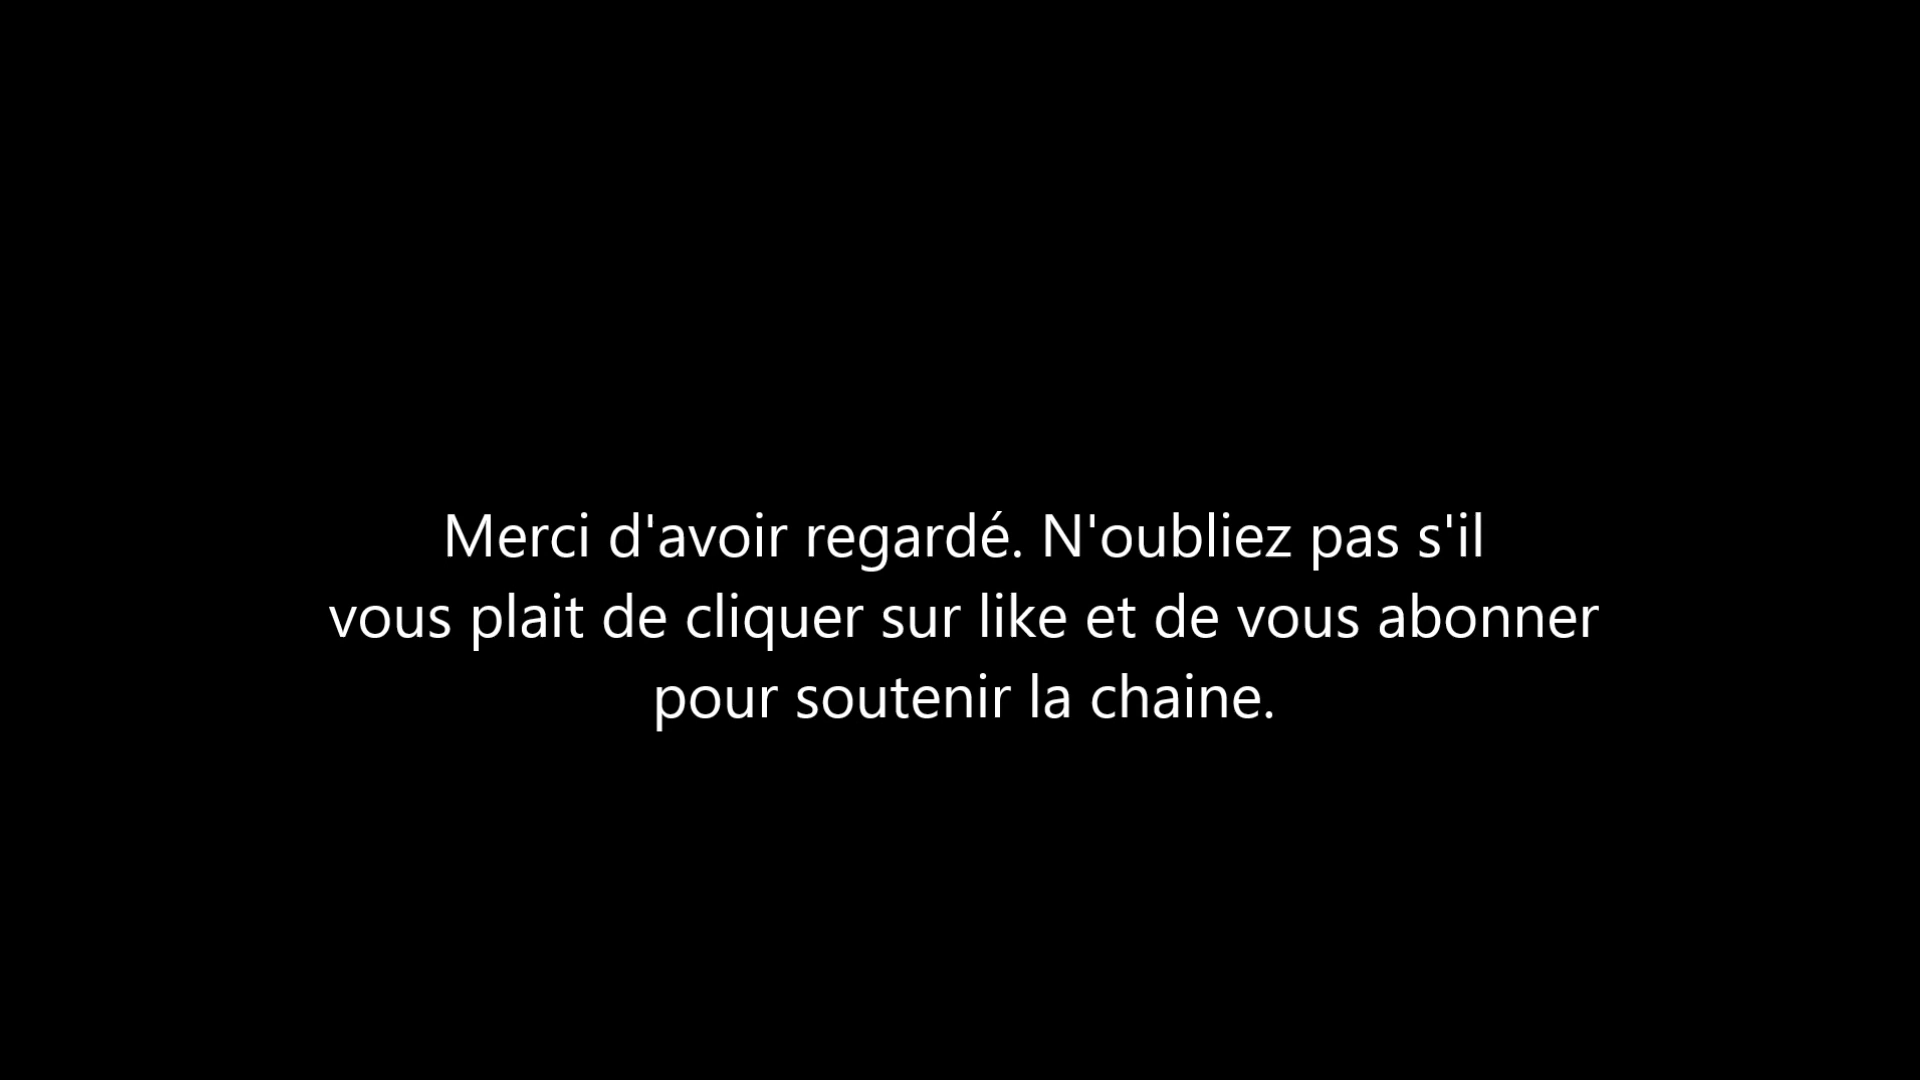 Merci d'avoir regardé. N'oubliez pas s'il
vous plait de cliquer sur like et de vous abonner
pour soutenir la chaine.